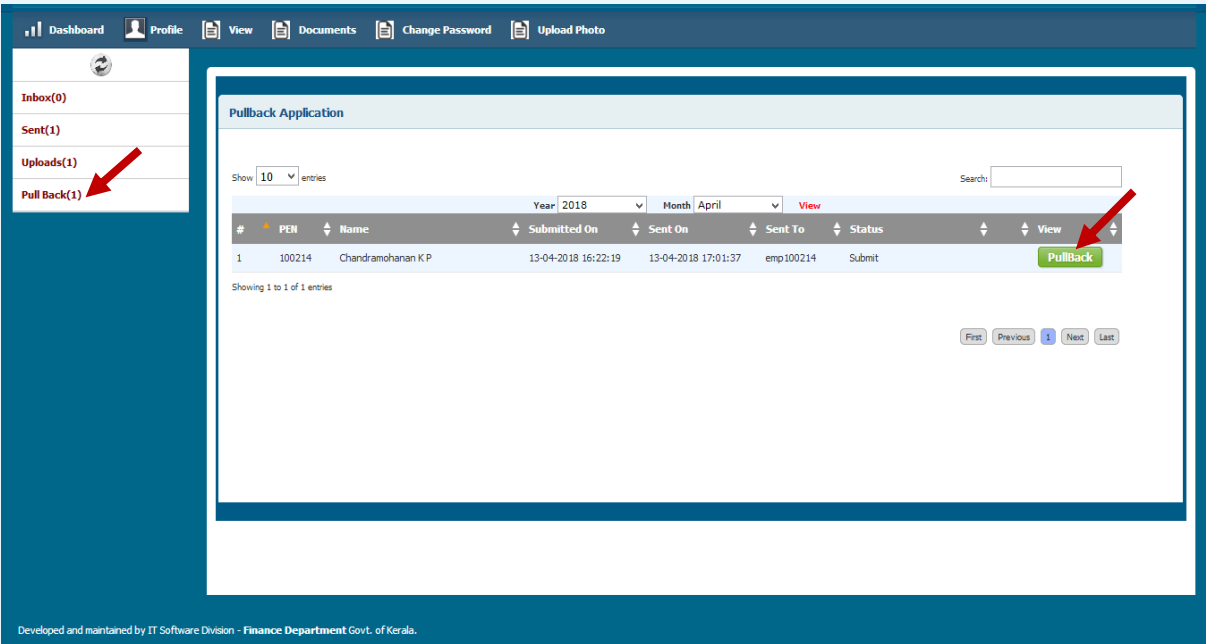 Dashboard Profile View Documents Change Password Upload Photo
Inbox(0)
Sent(1)
Uploads(1)
Pull Back(1)
Pullback Application
Show 10 entries Search:
Year 2018 Month April View
# PEN Name Submitted On Sent On Sent To Status View
1 100214 Chandramohanan K P 13-04-2018 16:22:19 13-04-2018 17:01:37 emp100214 Submit PullBack
Showing 1 to 1 of 1 entries
First Previous 1 Next Last
Developed and maintained by IT Software Division - Finance Department Govt. of Kerala.